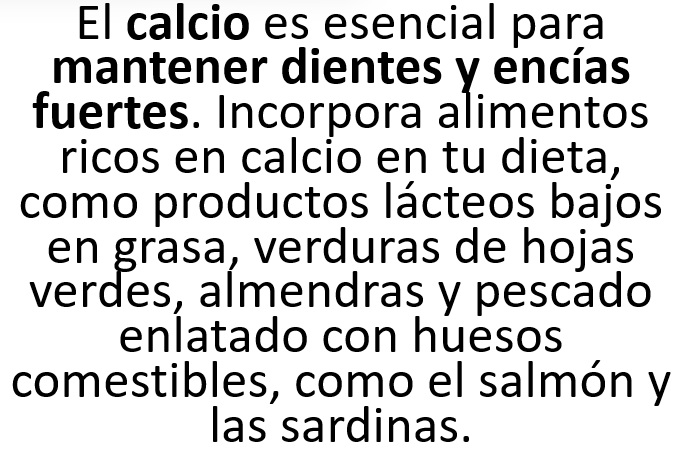 El calcio es esencial para
mantener dientes y encías
fuertes. Incorpora alimentos
ricos en calcio en tu dieta,
como productos lácteos bajos
en grasa, verduras de hojas
verdes, almendras y pescado
enlatado con huesos
comestibles, como el salmón y
las sardinas.